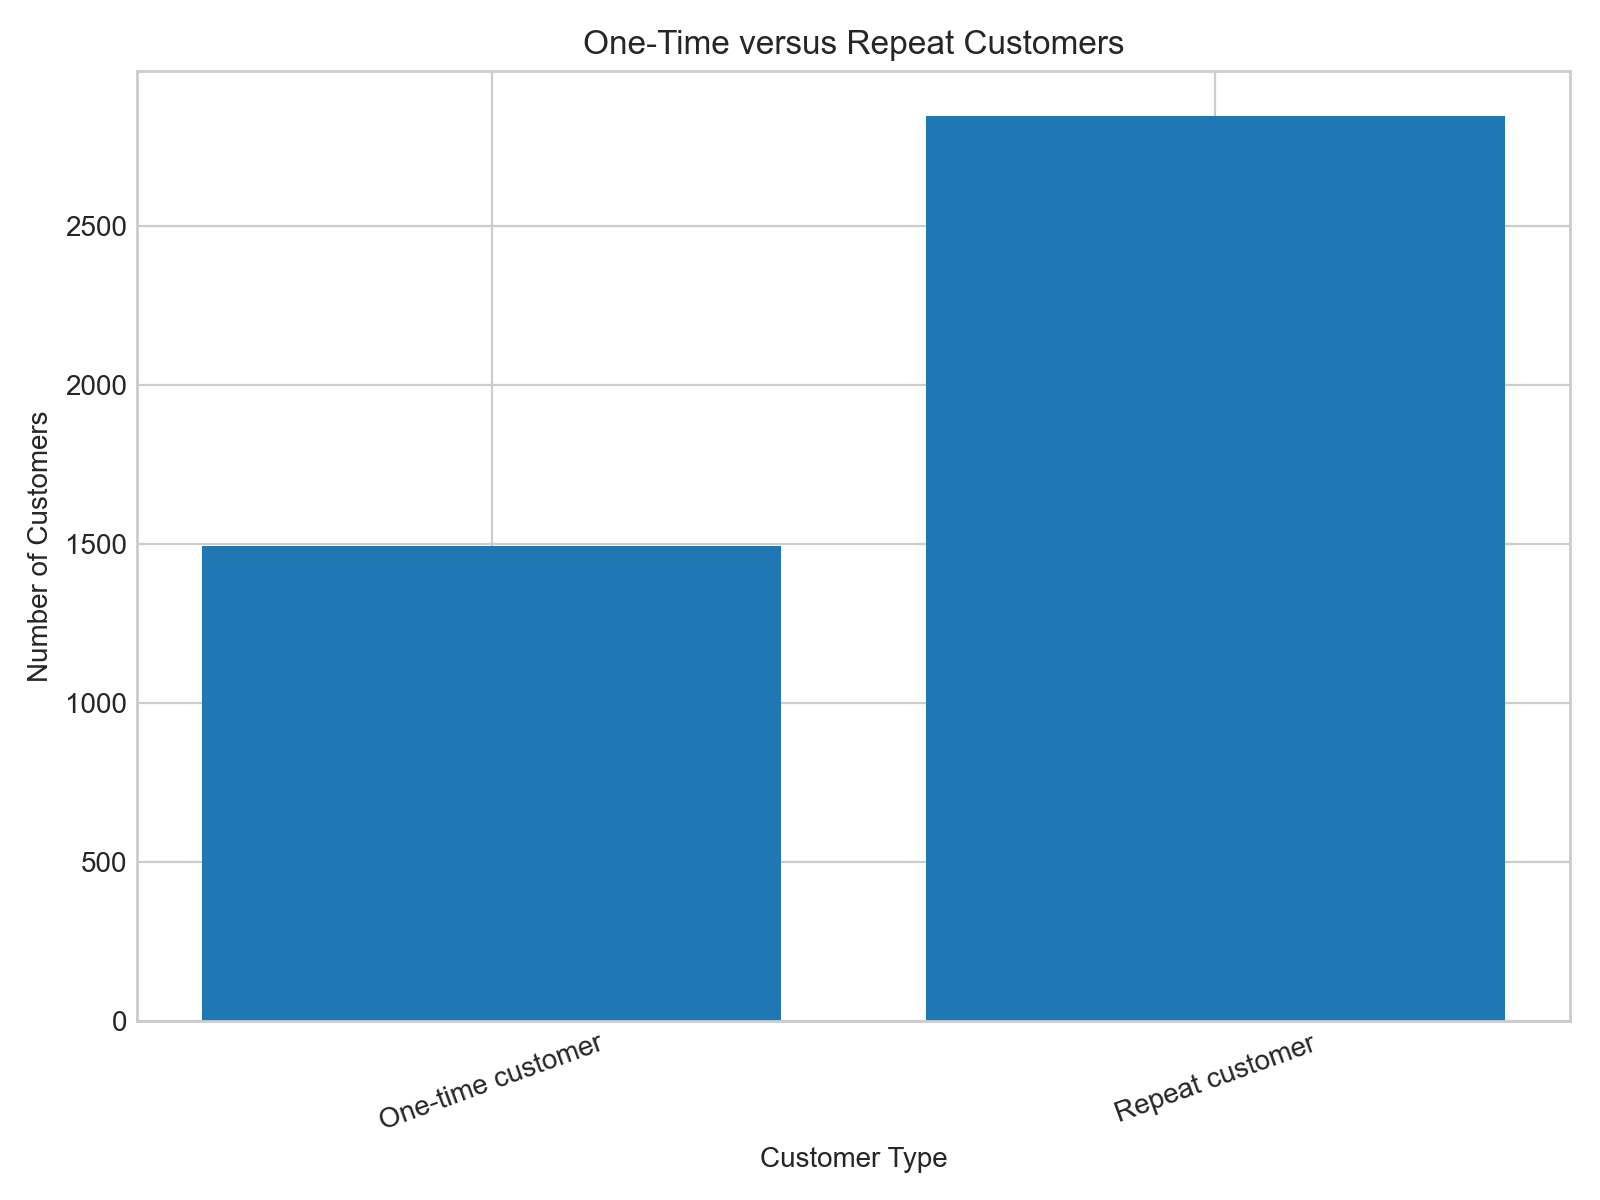 One-Time versus Repeat Customers
Number of Customers
2500
2000
1500
1000
500
0
One-time customer
Repeat customer
Customer Type